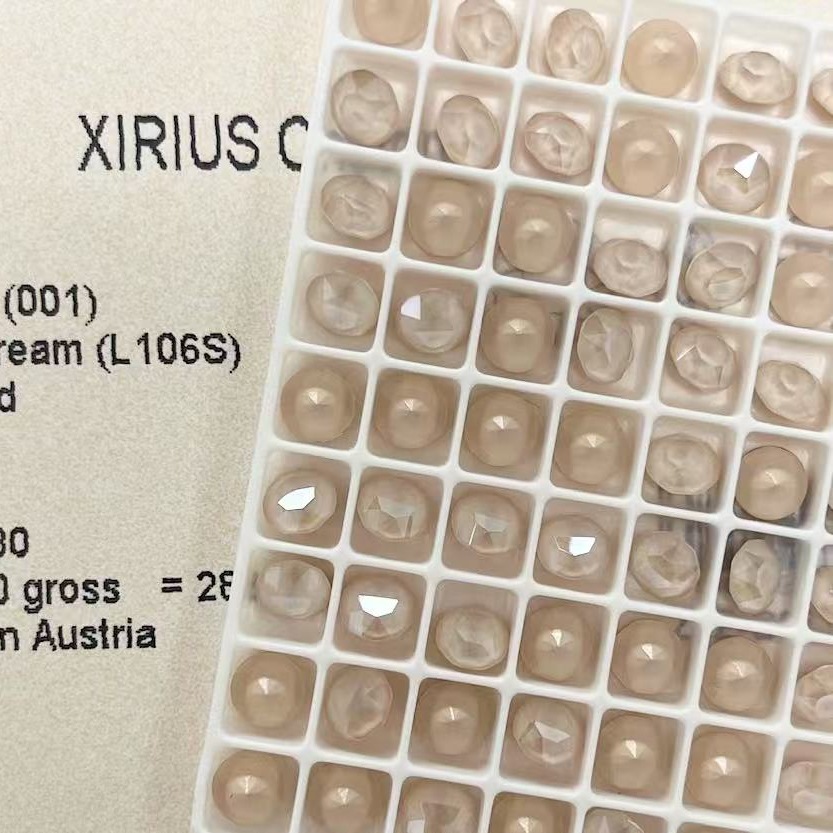 XIRIUS C
(001)
ream (L106S)
d
30
0 gross = 28
n Austria